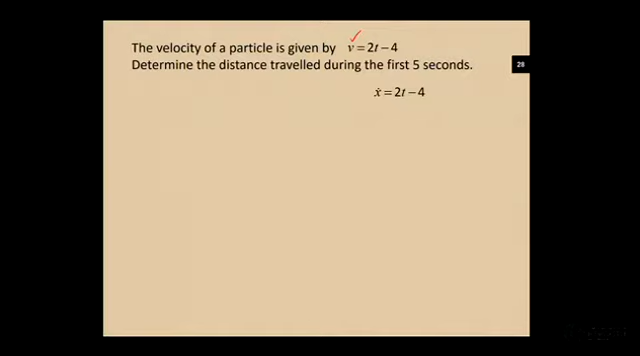 The velocity of a particle is given by v = 2t − 4
Determine the distance travelled during the first 5 seconds.
28
ẋ = 2t − 4